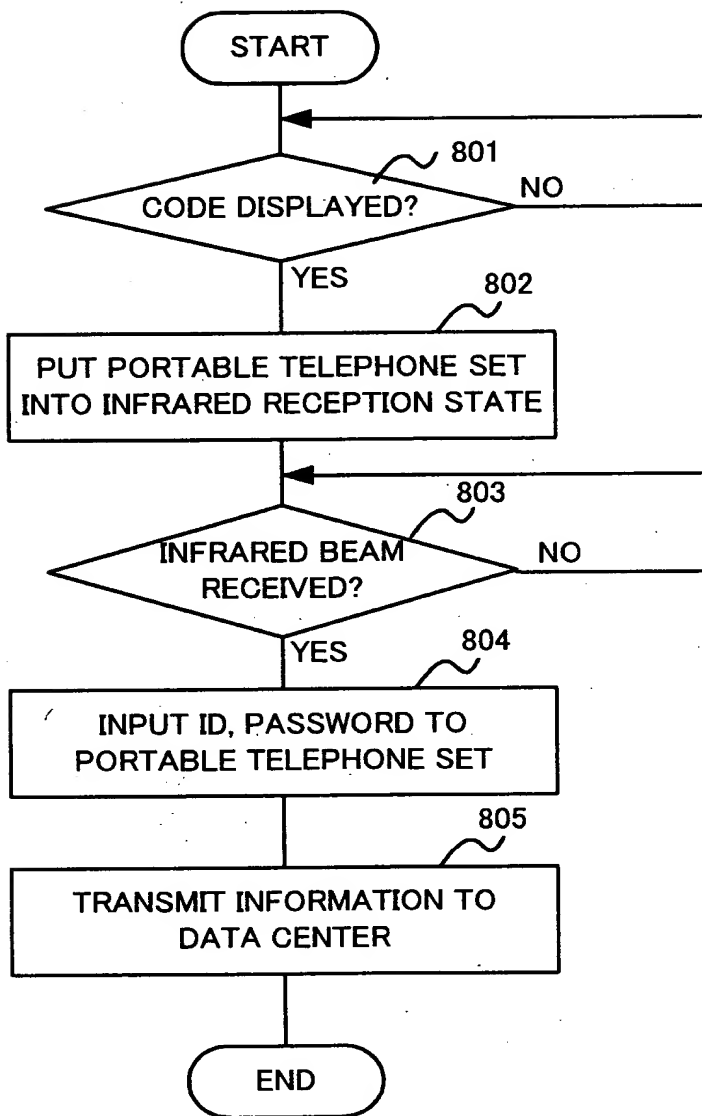 START
801
CODE DISPLAYED?
NO
YES
802
PUT PORTABLE TELEPHONE SET
INTO INFRARED RECEPTION STATE
803
INFRARED BEAM
RECEIVED?
NO
YES
804
INPUT ID, PASSWORD TO
PORTABLE TELEPHONE SET
805
TRANSMIT INFORMATION TO
DATA CENTER
END